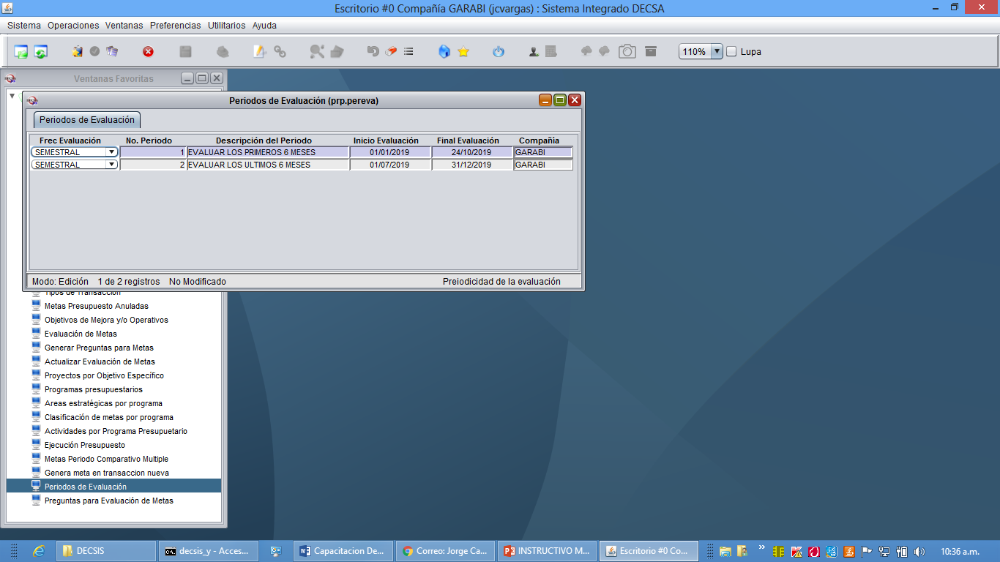 Escritorio #0 Compañía GARABI (jcvargas) : Sistema Integrado DECSA
Sistema Operaciones Ventanas Preferencias Utilitarios Ayuda
110% Lupa
Ventanas Favoritas
Periodos de Evaluación (prp.pereva)
Periodos de Evaluación
Frec Evaluación No. Periodo Descripción del Periodo Inicio Evaluación Final Evaluación Compañía
SEMESTRAL 1 EVALUAR LOS PRIMEROS 6 MESES 01/01/2019 24/10/2019 GARABI
SEMESTRAL 2 EVALUAR LOS ULTIMOS 6 MESES 01/07/2019 31/12/2019 GARABI
Modo: Edición 1 de 2 registros No Modificado Preiodicidad de la evaluación
Tipos de Transacción
Metas Presupuesto Anuladas
Objetivos de Mejora y/o Operativos
Evaluación de Metas
Generar Preguntas para Metas
Actualizar Evaluación de Metas
Proyectos por Objetivo Específico
Programas presupuestarios
Areas estratégicas por programa
Clasificación de metas por programa
Actividades por Programa Presupuetario
Ejecución Presupuesto
Metas Periodo Comparativo Multiple
Genera meta en transaccion nueva
Periodos de Evaluación
Preguntas para Evaluación de Metas
DECSIS decsis_y - Acces... Capacitacion De... Correo: Jorge Ca... INSTRUCTIVO M... Escritorio #0 Co... 10:36 a.m.